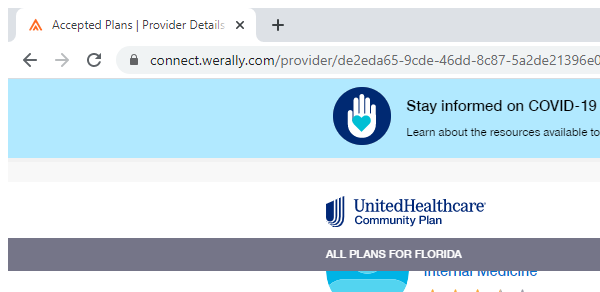 Accepted Plans | Provider Details
connect.werally.com/provider/de2eda65-9cde-46dd-8c87-5a2de21396e0
Stay informed on COVID-19
Learn about the resources available to
UnitedHealthcare
Community Plan
ALL PLANS FOR FLORIDA
Internal Medicine